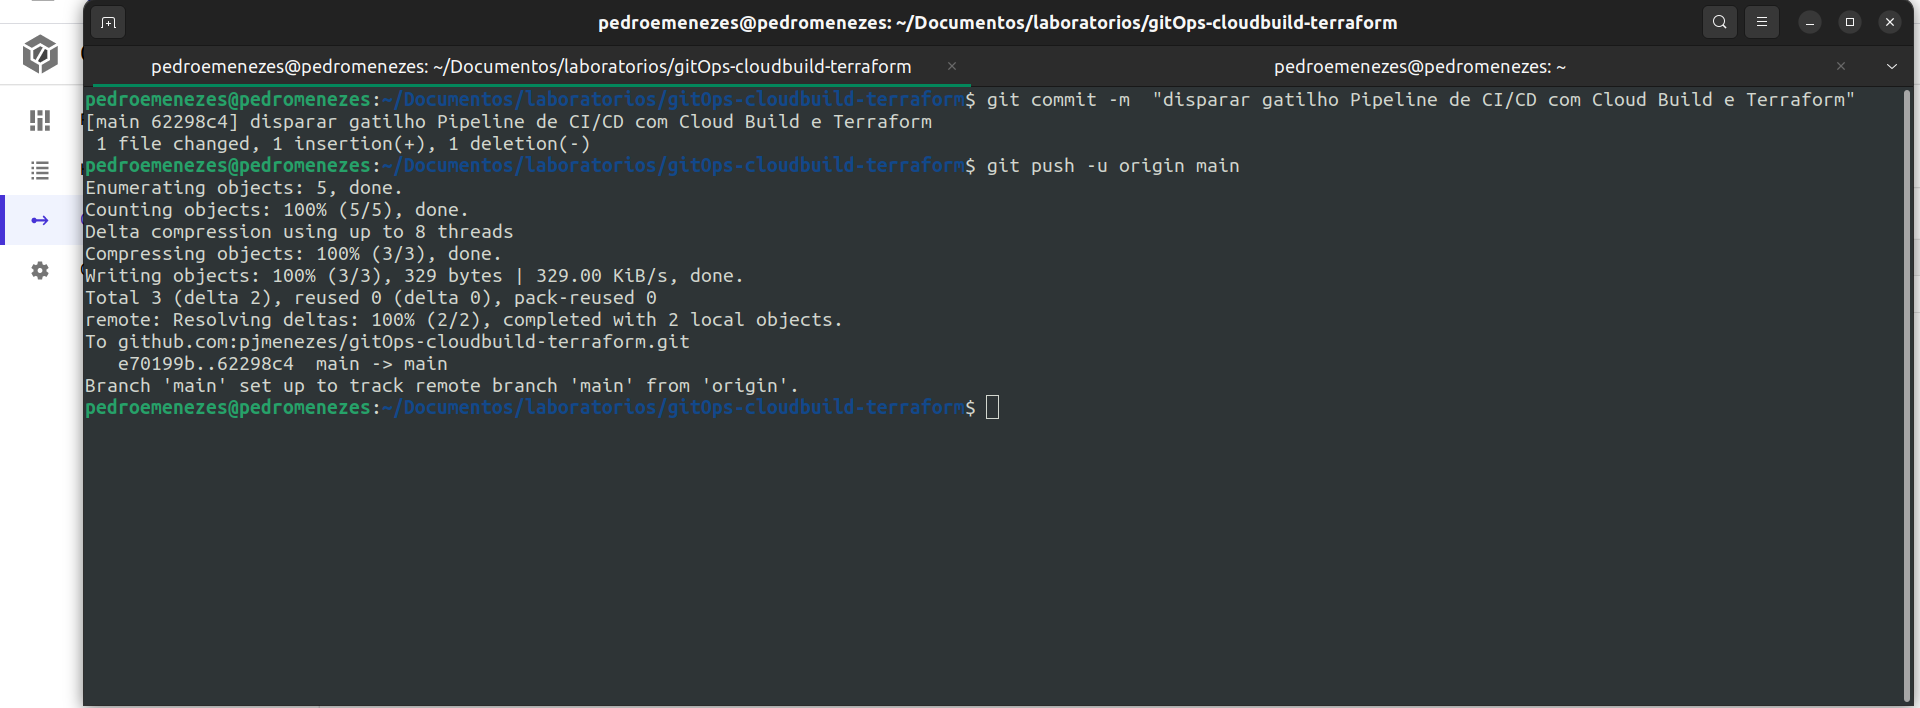 pedroemenezes@pedromenezes: ~/Documentos/laboratorios/gitOps-cloudbuild-terraform
pedroemenezes@pedromenezes: ~/Documentos/laboratorios/gitOps-cloudbuild-terraform
pedroemenezes@pedromenezes: ~
pedroemenezes@pedromenezes:~/Documentos/laboratorios/gitOps-cloudbuild-terraform$ git commit -m  "disparar gatilho Pipeline de CI/CD com Cloud Build e Terraform"
[main 62298c4] disparar gatilho Pipeline de CI/CD com Cloud Build e Terraform
 1 file changed, 1 insertion(+), 1 deletion(-)
pedroemenezes@pedromenezes:~/Documentos/laboratorios/gitOps-cloudbuild-terraform$ git push -u origin main
Enumerating objects: 5, done.
Counting objects: 100% (5/5), done.
Delta compression using up to 8 threads
Compressing objects: 100% (3/3), done.
Writing objects: 100% (3/3), 329 bytes | 329.00 KiB/s, done.
Total 3 (delta 2), reused 0 (delta 0), pack-reused 0
remote: Resolving deltas: 100% (2/2), completed with 2 local objects.
To github.com:pjmenezes/gitOps-cloudbuild-terraform.git
   e70199b..62298c4  main -> main
Branch 'main' set up to track remote branch 'main' from 'origin'.
pedroemenezes@pedromenezes:~/Documentos/laboratorios/gitOps-cloudbuild-terraform$